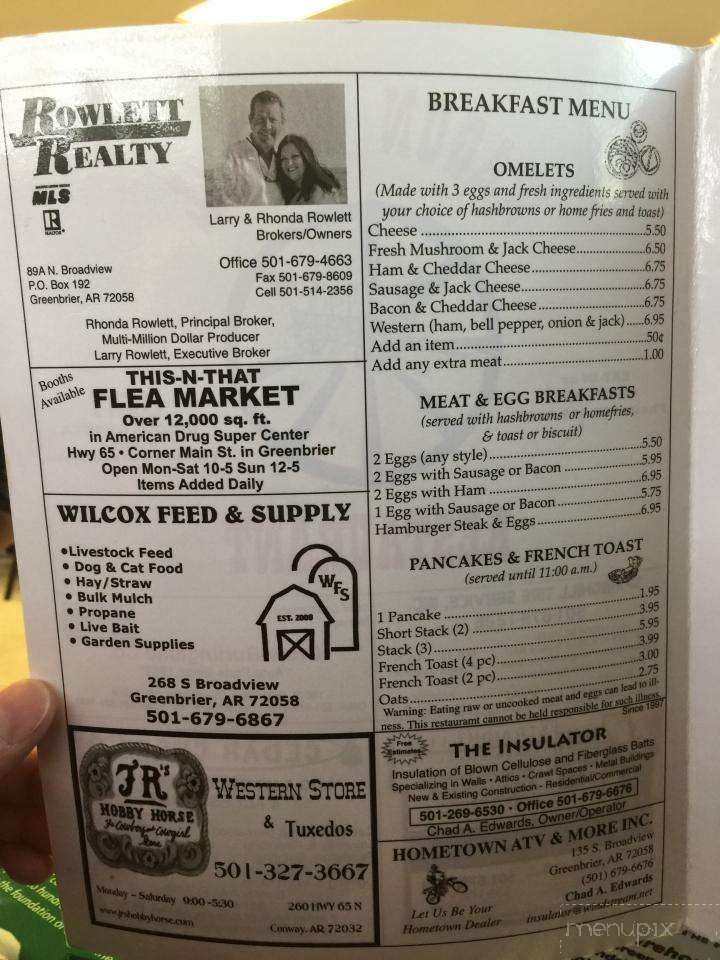 ROWLETT
REALTY
MLS
R
REALTOR
Larry & Rhonda Rowlett
Brokers/Owners
89A N. Broadview
P.O. Box 192
Greenbrier, AR 72058
Office 501-679-4663
Fax 501-679-8609
Cell 501-514-2356
Rhonda Rowlett, Principal Broker,
Multi-Million Dollar Producer
Larry Rowlett, Executive Broker
Booths
Available
THIS-N-THAT
FLEA MARKET
Over 12,000 sq. ft.
in American Drug Super Center
Hwy 65 • Corner Main St. in Greenbrier
Open Mon-Sat 10-5 Sun 12-5
Items Added Daily
WILCOX FEED & SUPPLY
•Livestock Feed
• Dog & Cat Food
• Hay/Straw
• Bulk Mulch
• Propane
• Live Bait
• Garden Supplies
WFS
EST. 2000
268 S Broadview
Greenbrier, AR 72058
501-679-6867
JR's
HOBBY HORSE
The Cowboy and Cowgirl
Store
WESTERN STORE
& TUXEDOS
501-327-3667
Monday - Saturday 9:00 -5:30
www.jrshobbyhorse.com
2601 HWY 65 N
Conway, AR 72032
BREAKFAST MENU
OMELETS
(Made with 3 eggs and fresh ingredients served with
your choice of hashbrowns or home fries and toast)
Cheese ... 5.50
Fresh Mushroom & Jack Cheese ... 6.50
Ham & Cheddar Cheese ... 6.75
Sausage & Jack Cheese ... 6.75
Bacon & Cheddar Cheese ... 6.75
Western (ham, bell pepper, onion & jack) ... 6.95
Add an item ... 50¢
Add any extra meat ... 1.00
MEAT & EGG BREAKFASTS
(served with hashbrowns or homefries,
& toast or biscuit)
2 Eggs (any style) ... 5.50
2 Eggs with Sausage or Bacon ... 5.95
2 Eggs with Ham ... 6.95
1 Egg with Sausage or Bacon ... 5.75
Hamburger Steak & Eggs ... 6.95
PANCAKES & FRENCH TOAST
(served until 11:00 a.m.)
1 Pancake ... 1.95
Short Stack (2) ... 3.95
Stack (3) ... 5.95
French Toast (4 pc) ... 3.99
French Toast (2 pc) ... 3.00
Oats ... 2.75
Warning: Eating raw or uncooked meat and eggs can lead to ill-
ness. This restaurant cannot be held responsible for such illness.
Since 1997
Free
Estimates
THE INSULATOR
Insulation of Blown Cellulose and Fiberglass Batts
Specializing in Walls • Attics • Crawl Spaces • Metal Buildings
New & Existing Construction - Residential/Commercial
501-269-6530 • Office 501-679-6676
Chad A. Edwards, Owner/Operator
HOMETOWN ATV & MORE INC.
135 S. Broadview
Greenbrier, AR 72058
(501) 679-6676
Chad A. Edwards
insulator@windstream.net
Let Us Be Your
Hometown Dealer
menupix
the foundation o